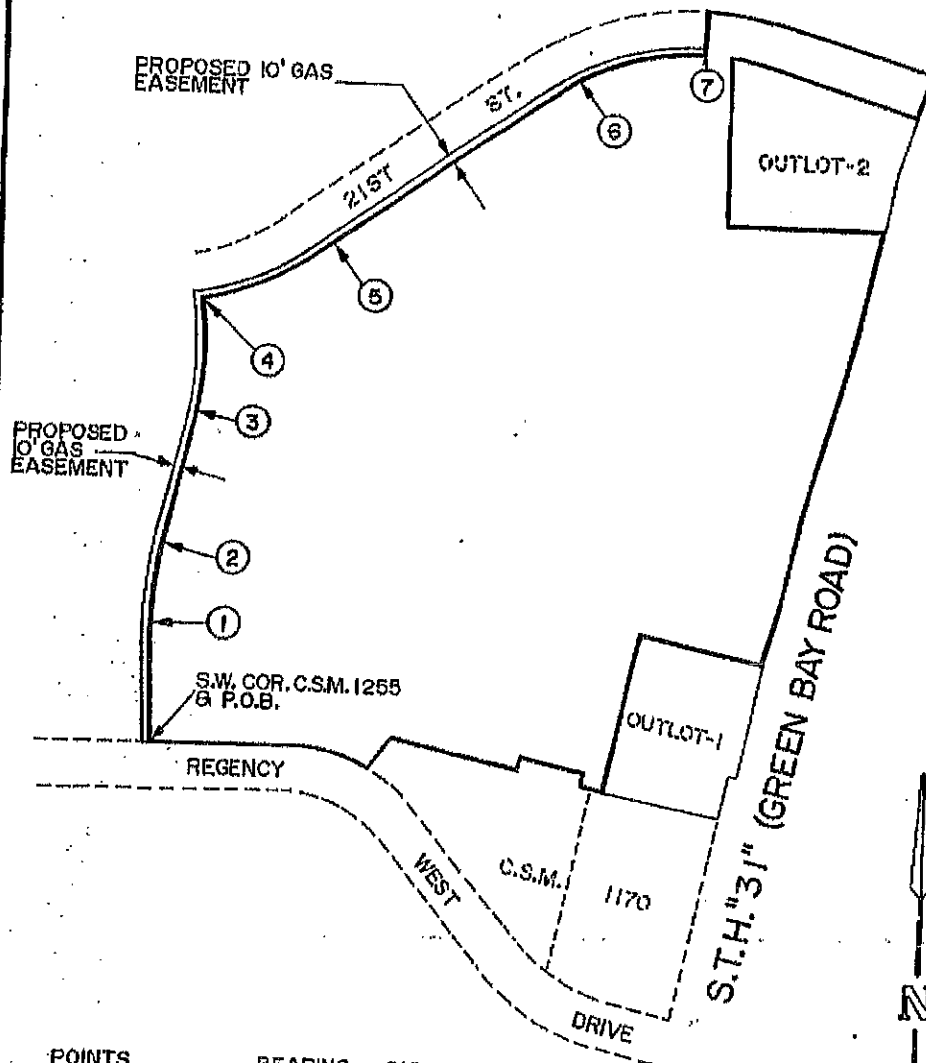 PROPOSED 10' GAS
EASEMENT
21ST ST.
7
6
OUTLOT-2
5
4
3
PROPOSED
10' GAS
EASEMENT
2
1
S.W. COR. C.S.M. 1255
& P.O.B.
REGENCY
WEST
DRIVE
OUTLOT-1
C.S.M.
1170
S.T.H. "31" (GREEN BAY ROAD)
N
POINTS
BEARING